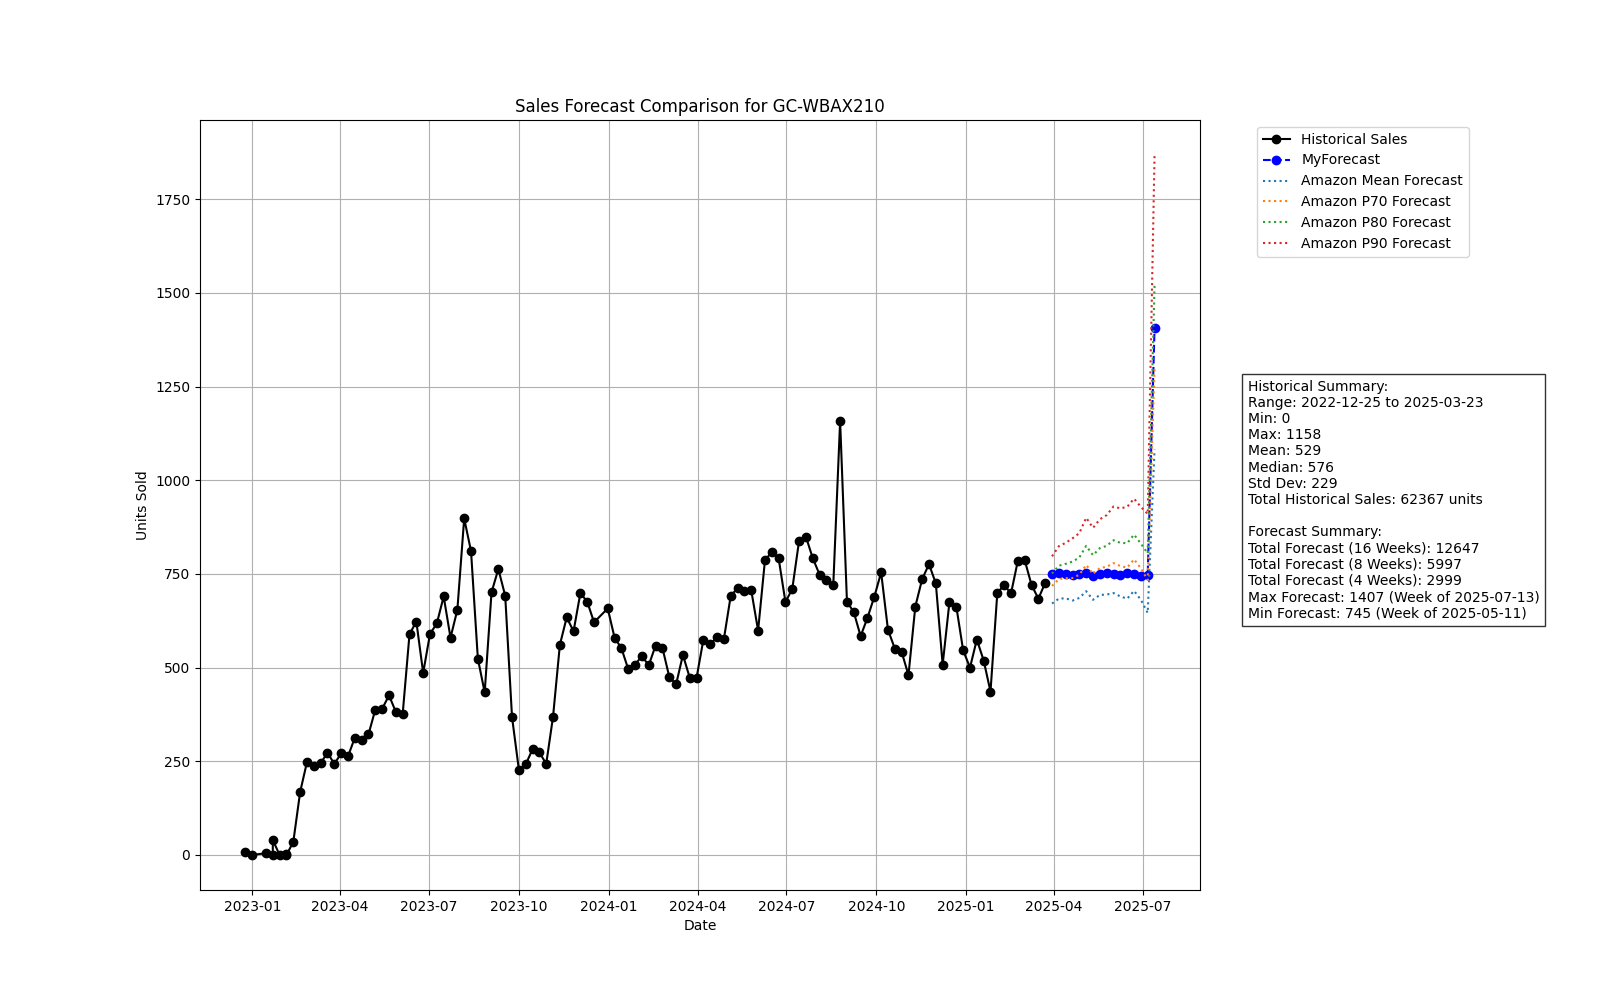 Sales Forecast Comparison for GC-WBAX210
Historical Sales
MyForecast
Amazon Mean Forecast
Amazon P70 Forecast
Amazon P80 Forecast
Amazon P90 Forecast
1750
1500
1250
1000
750
500
250
0
Units Sold
Historical Summary:
Range: 2022-12-25 to 2025-03-23
Min: 0
Max: 1158
Mean: 529
Median: 576
Std Dev: 229
Total Historical Sales: 62367 units
Forecast Summary:
Total Forecast (16 Weeks): 12647
Total Forecast (8 Weeks): 5997
Total Forecast (4 Weeks): 2999
Max Forecast: 1407 (Week of 2025-07-13)
Min Forecast: 745 (Week of 2025-05-11)
2023-01 2023-04 2023-07 2023-10 2024-01 2024-04 2024-07 2024-10 2025-01 2025-04 2025-07
Date